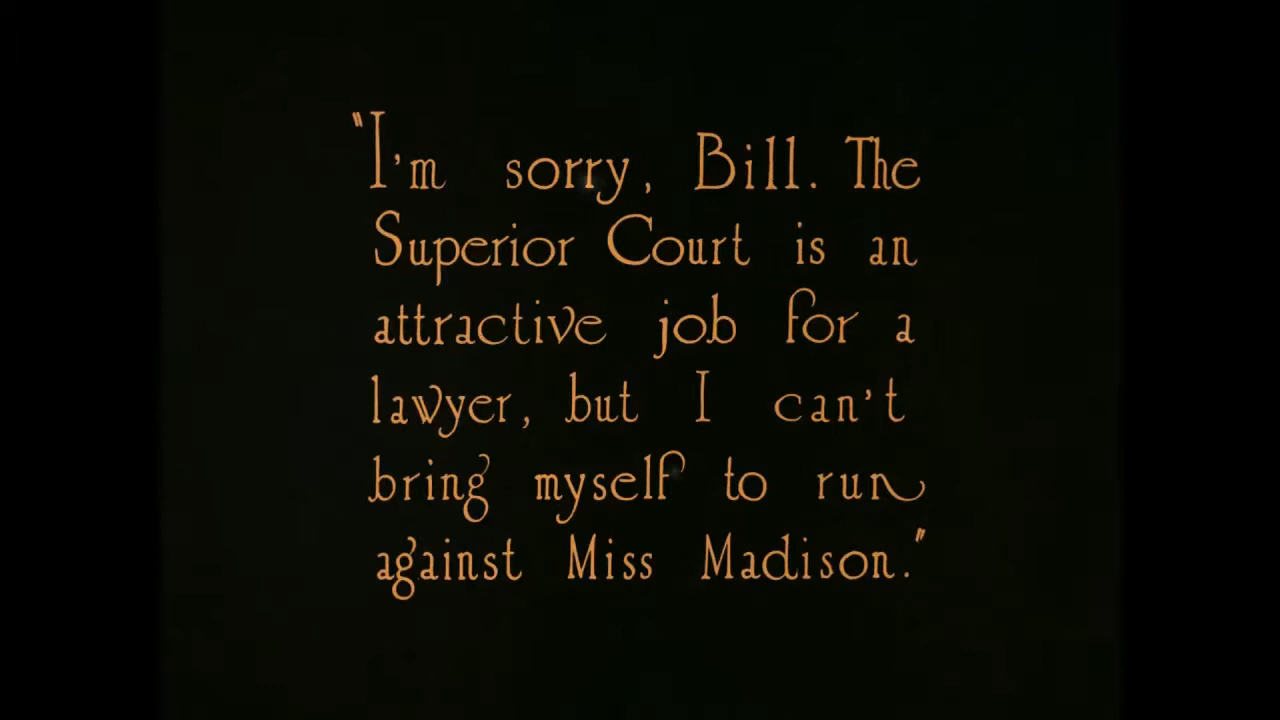 "I'm sorry, Bill. The
Superior Court is an
attractive job for a
lawyer, but I can't
bring myself to run
against Miss Madison."